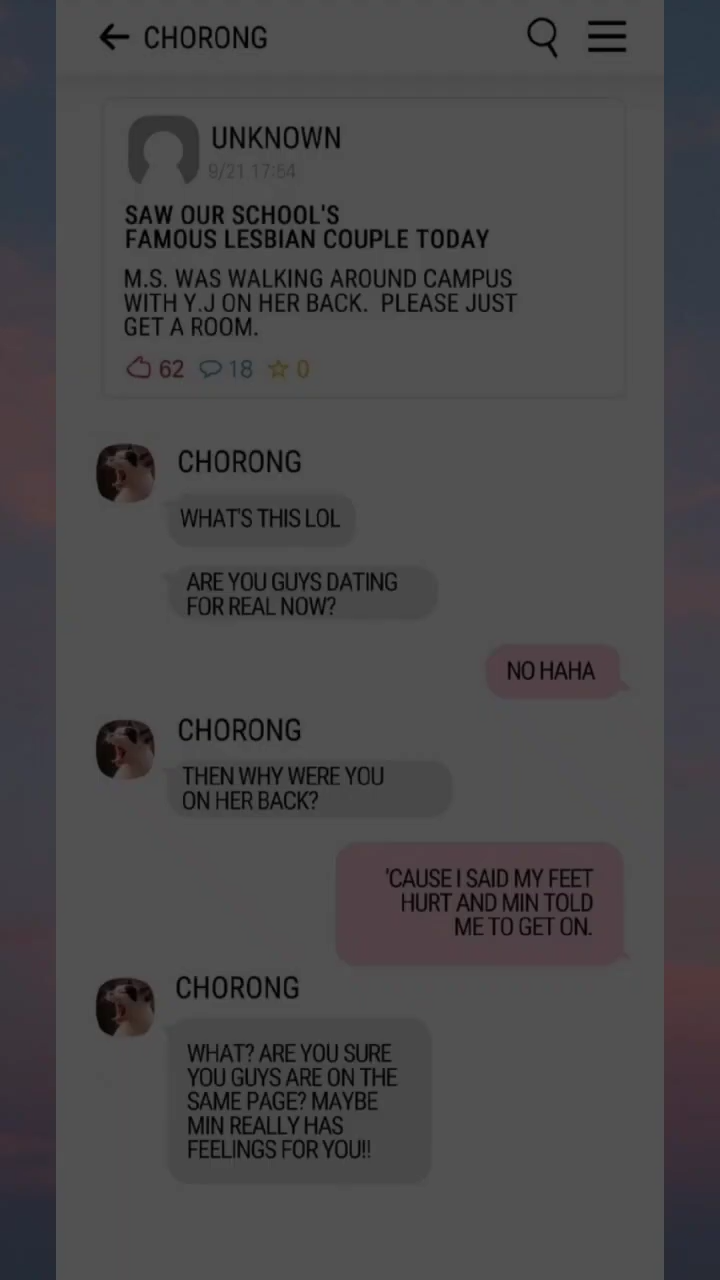 CHORONG
UNKNOWN
9/21 17:54
SAW OUR SCHOOL'S
FAMOUS LESBIAN COUPLE TODAY
M.S. WAS WALKING AROUND CAMPUS
WITH Y.J ON HER BACK. PLEASE JUST
GET A ROOM.
62 18 0
CHORONG
WHAT'S THIS LOL
ARE YOU GUYS DATING
FOR REAL NOW?
NO HAHA
CHORONG
THEN WHY WERE YOU
ON HER BACK?
'CAUSE I SAID MY FEET
HURT AND MIN TOLD
ME TO GET ON.
CHORONG
WHAT? ARE YOU SURE
YOU GUYS ARE ON THE
SAME PAGE? MAYBE
MIN REALLY HAS
FEELINGS FOR YOU!!